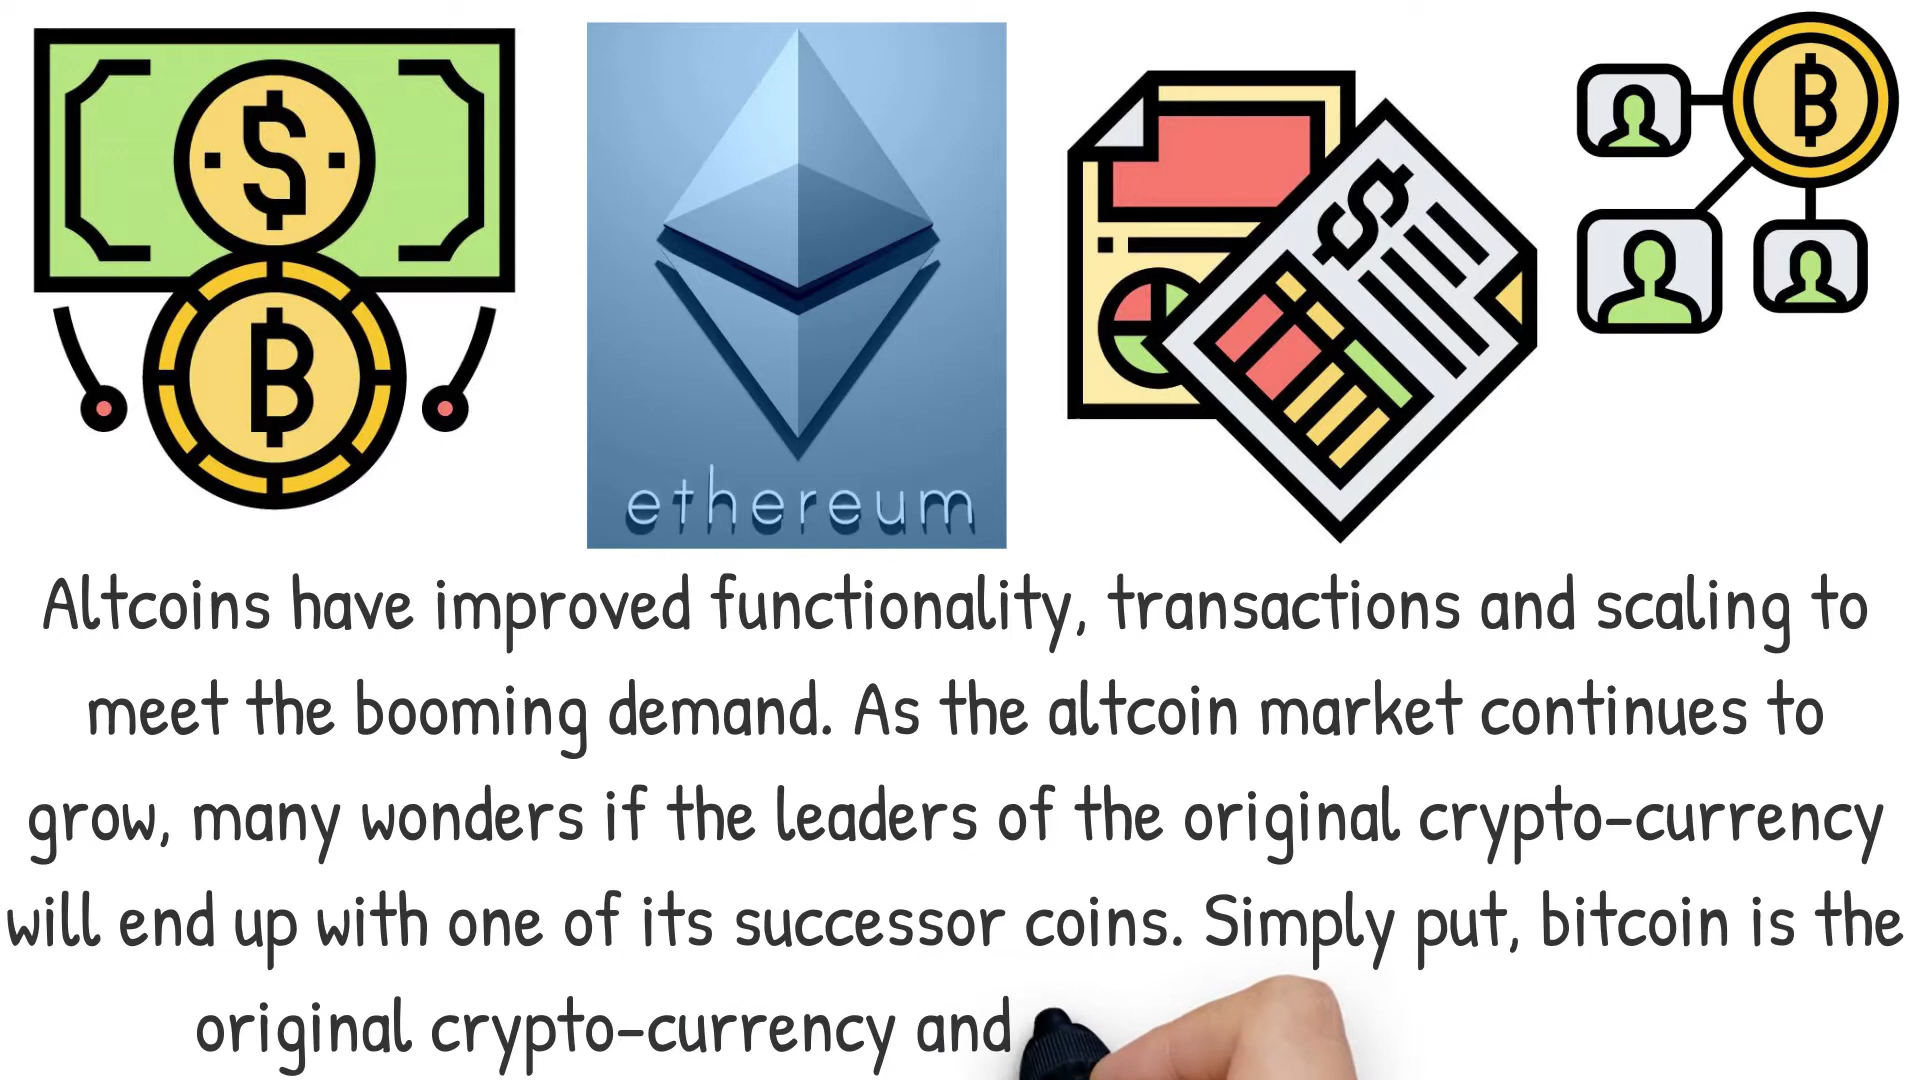 ethereum
Altcoins have improved functionality, transactions and scaling to
meet the booming demand. As the altcoin market continues to
grow, many wonders if the leaders of the original crypto-currency
will end up with one of its successor coins. Simply put, bitcoin is the
original crypto-currency and